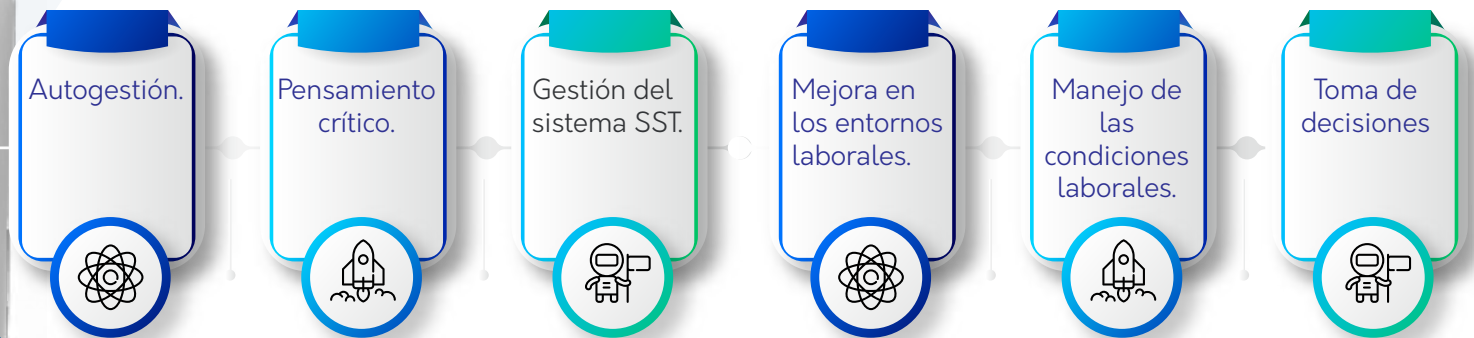 Autogestión.
Pensamiento
crítico.
Gestión del
sistema SST.
Mejora en
los entornos
laborales.
Manejo de
las
condiciones
laborales.
Toma de
decisiones